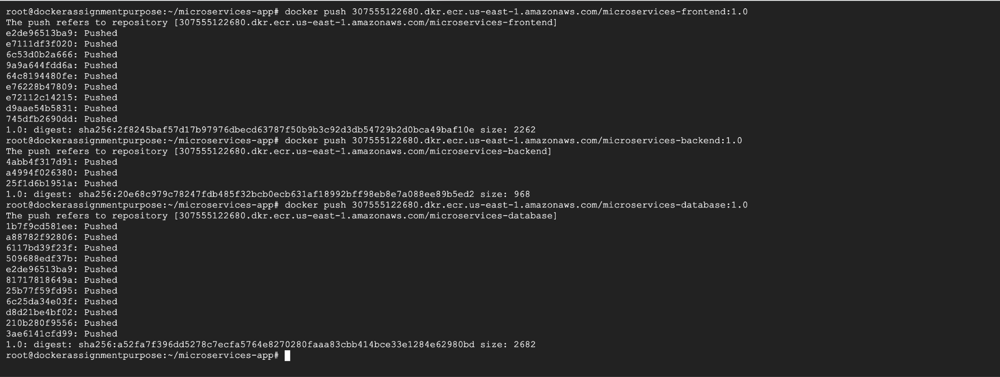 root@dockerassignmentpurpose:~/microservices-app# docker push 307555122680.dkr.ecr.us-east-1.amazonaws.com/microservices-frontend:1.0
The push refers to repository [307555122680.dkr.ecr.us-east-1.amazonaws.com/microservices-frontend]
e2de96513ba9: Pushed
e7111df3f020: Pushed
6c53d0b2a666: Pushed
9a9a644fdd6a: Pushed
64c8194480fe: Pushed
e76228b47809: Pushed
e72112c14215: Pushed
d9aae54b5831: Pushed
745dfb2690dd: Pushed
1.0: digest: sha256:2f8245baf57d17b97976dbecd63787f50b9b3c92d3db54729b2d0bca49baf10e size: 2262
root@dockerassignmentpurpose:~/microservices-app# docker push 307555122680.dkr.ecr.us-east-1.amazonaws.com/microservices-backend:1.0
The push refers to repository [307555122680.dkr.ecr.us-east-1.amazonaws.com/microservices-backend]
4abb4f317d91: Pushed
a4994f026380: Pushed
25f1d6b1951a: Pushed
1.0: digest: sha256:20e68c979c78247fdb485f32bcb0ecb631af18992bff98eb8e7a088ee89b5ed2 size: 968
root@dockerassignmentpurpose:~/microservices-app# docker push 307555122680.dkr.ecr.us-east-1.amazonaws.com/microservices-database:1.0
The push refers to repository [307555122680.dkr.ecr.us-east-1.amazonaws.com/microservices-database]
1b7f9cd581ee: Pushed
a88782f92806: Pushed
6117bd39f23f: Pushed
509688edf37b: Pushed
e2de96513ba9: Pushed
81717818649a: Pushed
25b77f59fd95: Pushed
6c25da34e03f: Pushed
d8d21be4bf02: Pushed
210b280f9556: Pushed
3ae6141cfd99: Pushed
1.0: digest: sha256:a52fa7f396dd5278c7ecfa5764e8270280faaa83cbb414bce33e1284e62980bd size: 2682
root@dockerassignmentpurpose:~/microservices-app#